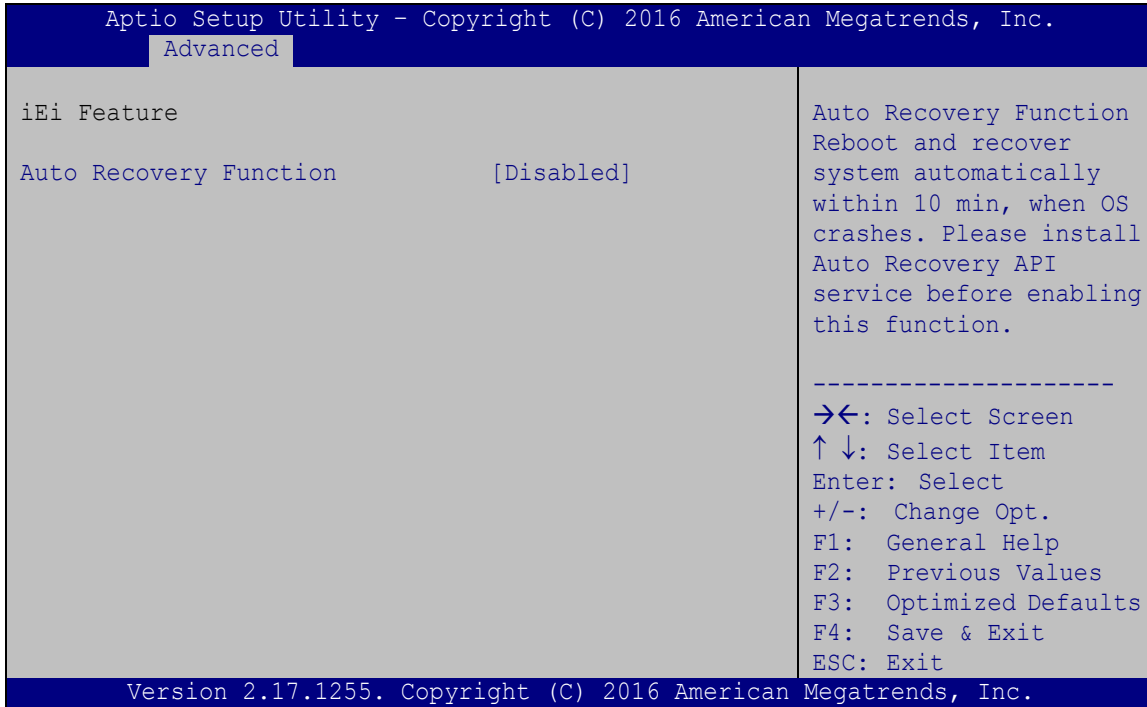 Aptio Setup Utility – Copyright (C) 2016 American Megatrends, Inc.
Advanced
iEi Feature
Auto Recovery Function [Disabled]
Auto Recovery Function
Reboot and recover
system automatically
within 10 min, when OS
crashes. Please install
Auto Recovery API
service before enabling
this function.
---------------------
→←: Select Screen
↑ ↓: Select Item
Enter: Select
+/-: Change Opt.
F1: General Help
F2: Previous Values
F3: Optimized Defaults
F4: Save & Exit
ESC: Exit
Version 2.17.1255. Copyright (C) 2016 American Megatrends, Inc.